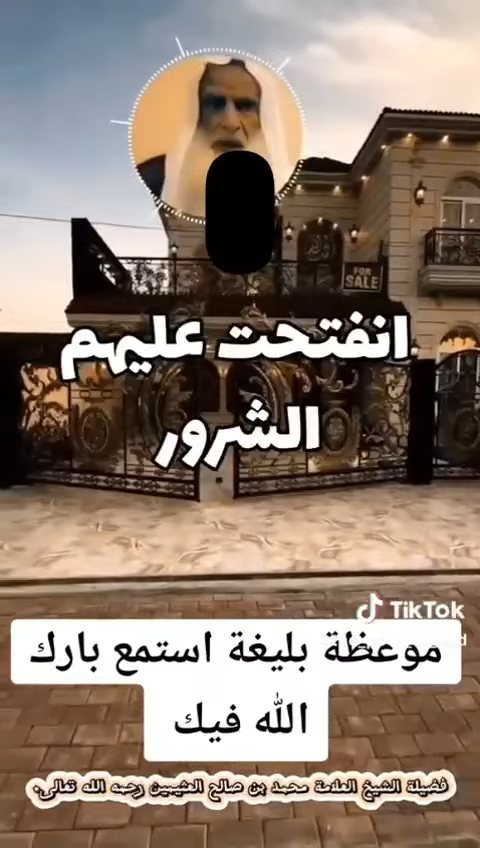 FOR
SALE
انفتحت عليهم
الشرور
TikTok
موعظة بليغة استمع بارك
الله فيك
فضيلة الشيخ العلامة محمد بن صالح العثيمين رحمه الله تعالى.